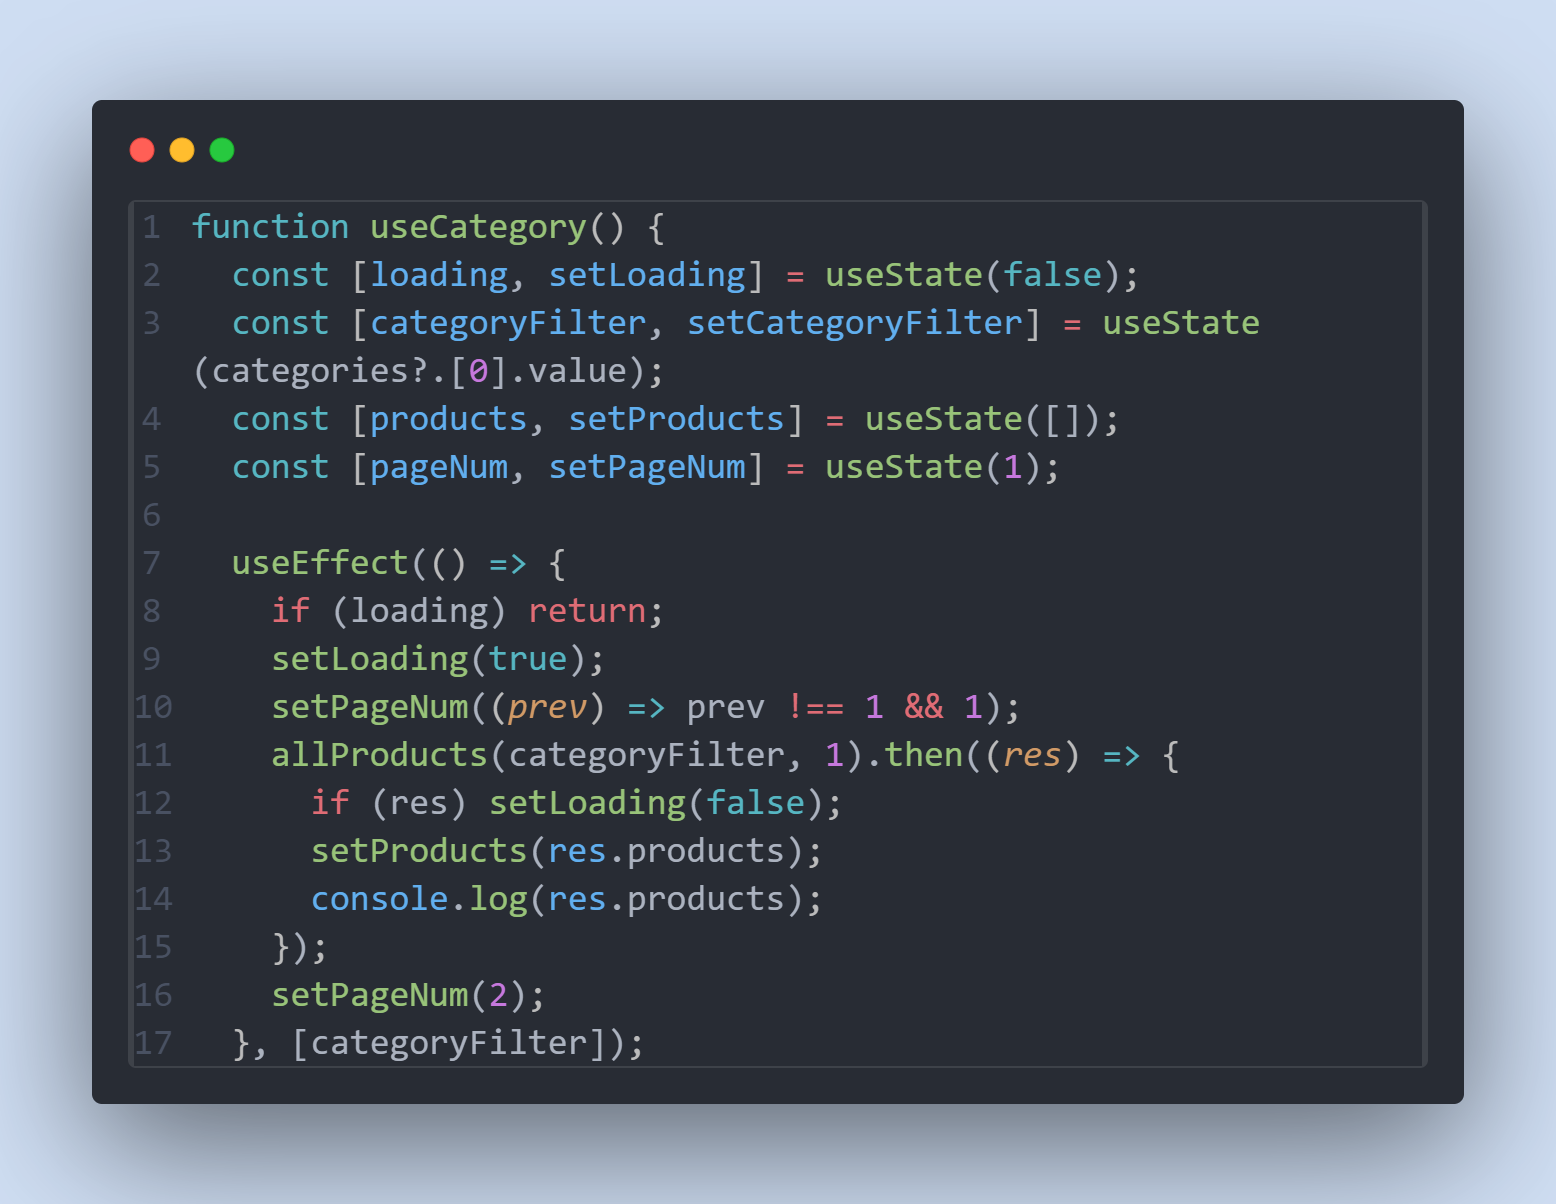 1 function useCategory() {
2   const [loading, setLoading] = useState(false);
3   const [categoryFilter, setCategoryFilter] = useState
(categories?.[0].value);
4   const [products, setProducts] = useState([]);
5   const [pageNum, setPageNum] = useState(1);
6
7   useEffect(() => {
8     if (loading) return;
9     setLoading(true);
10     setPageNum((prev) => prev !== 1 && 1);
11     allProducts(categoryFilter, 1).then((res) => {
12       if (res) setLoading(false);
13       setProducts(res.products);
14       console.log(res.products);
15     });
16     setPageNum(2);
17   }, [categoryFilter]);